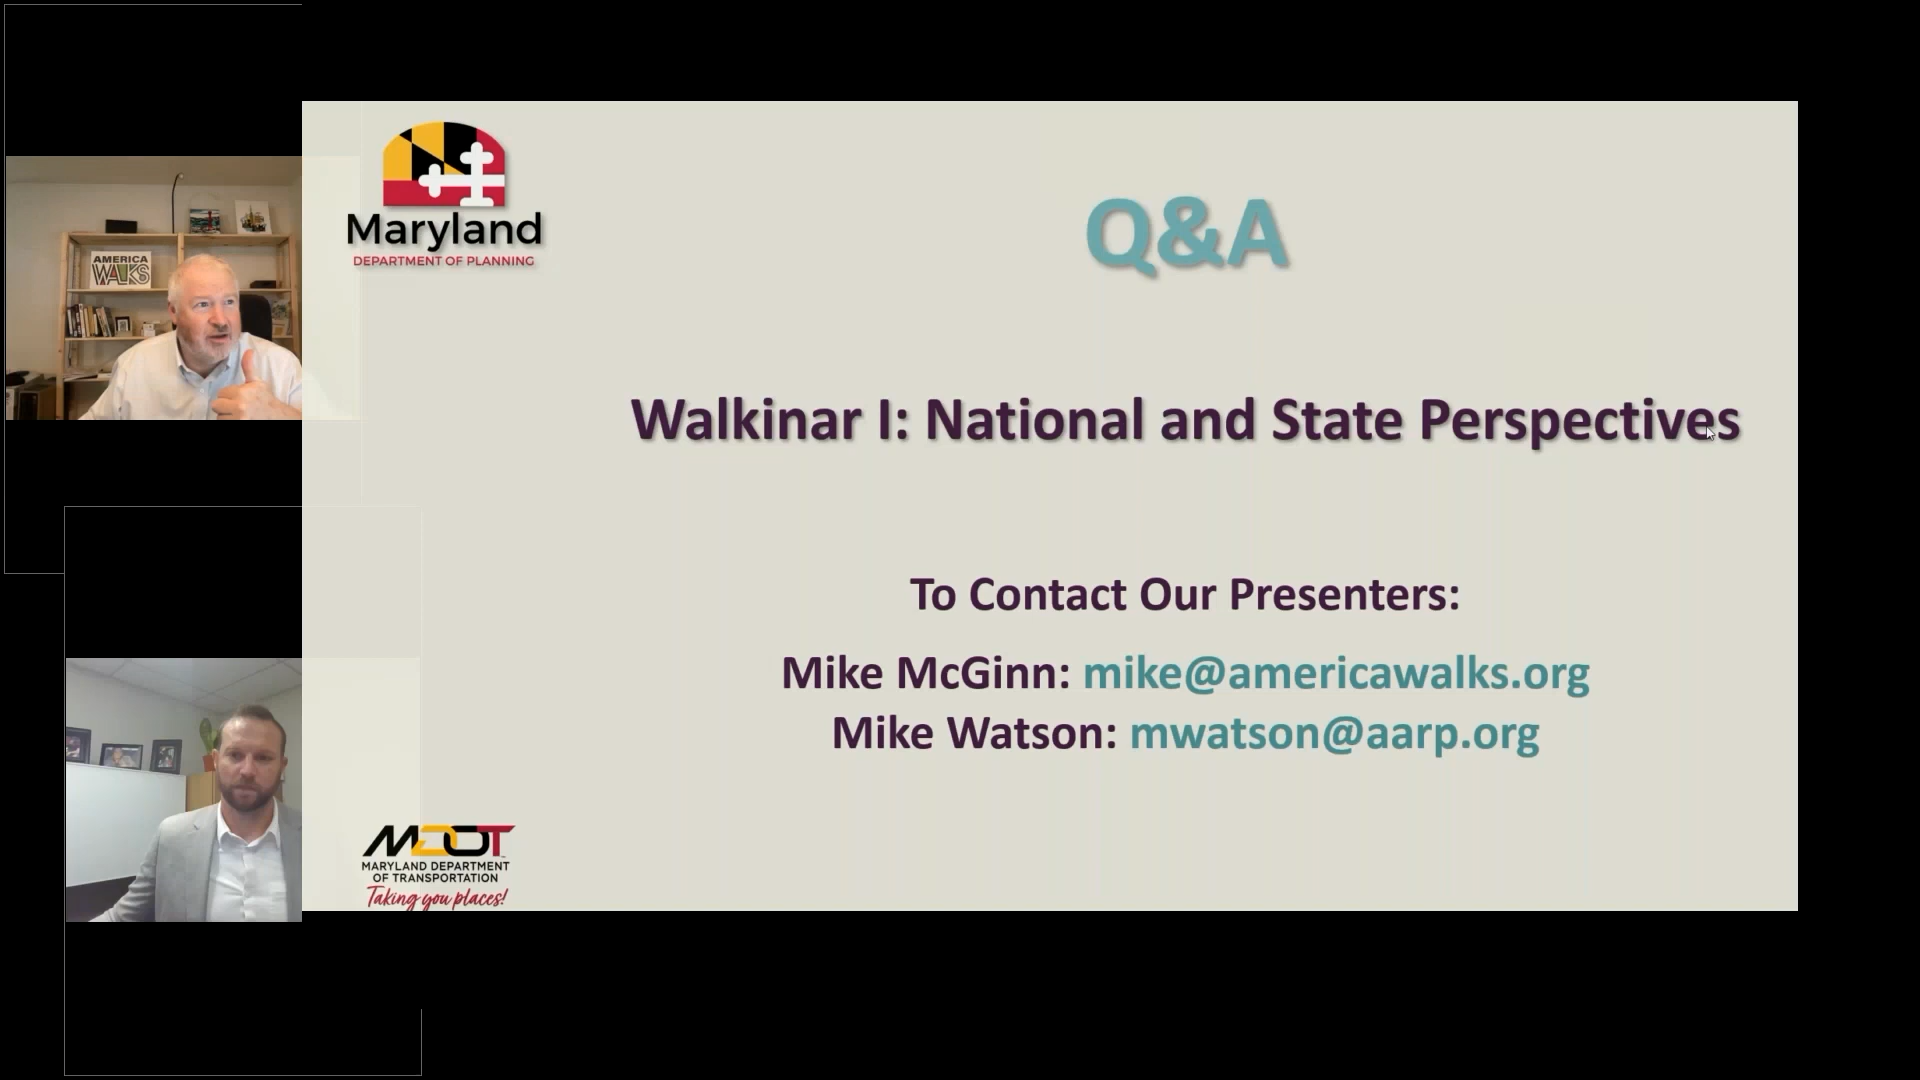 AMERICA
WALKS
Maryland
DEPARTMENT OF PLANNING
Q&A
Walkinar I: National and State Perspectives
To Contact Our Presenters:
Mike McGinn: mike@americawalks.org
Mike Watson: mwatson@aarp.org
MDOT
MARYLAND DEPARTMENT
OF TRANSPORTATION
Taking you places!